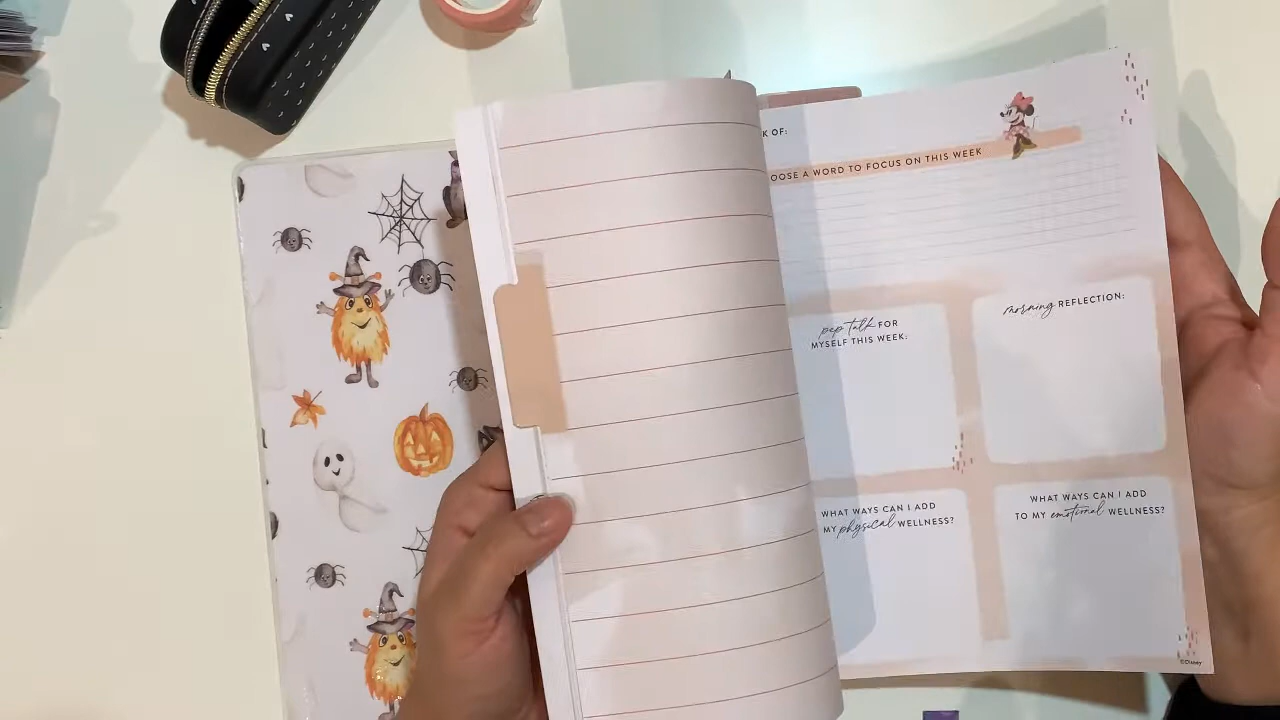 K OF:
OOSE A WORD TO FOCUS ON THIS WEEK
pep talk FOR
MYSELF THIS WEEK:
morning REFLECTION:
WHAT WAYS CAN I ADD
MY physical WELLNESS?
WHAT WAYS CAN I ADD
TO MY emotional WELLNESS?
©Disney